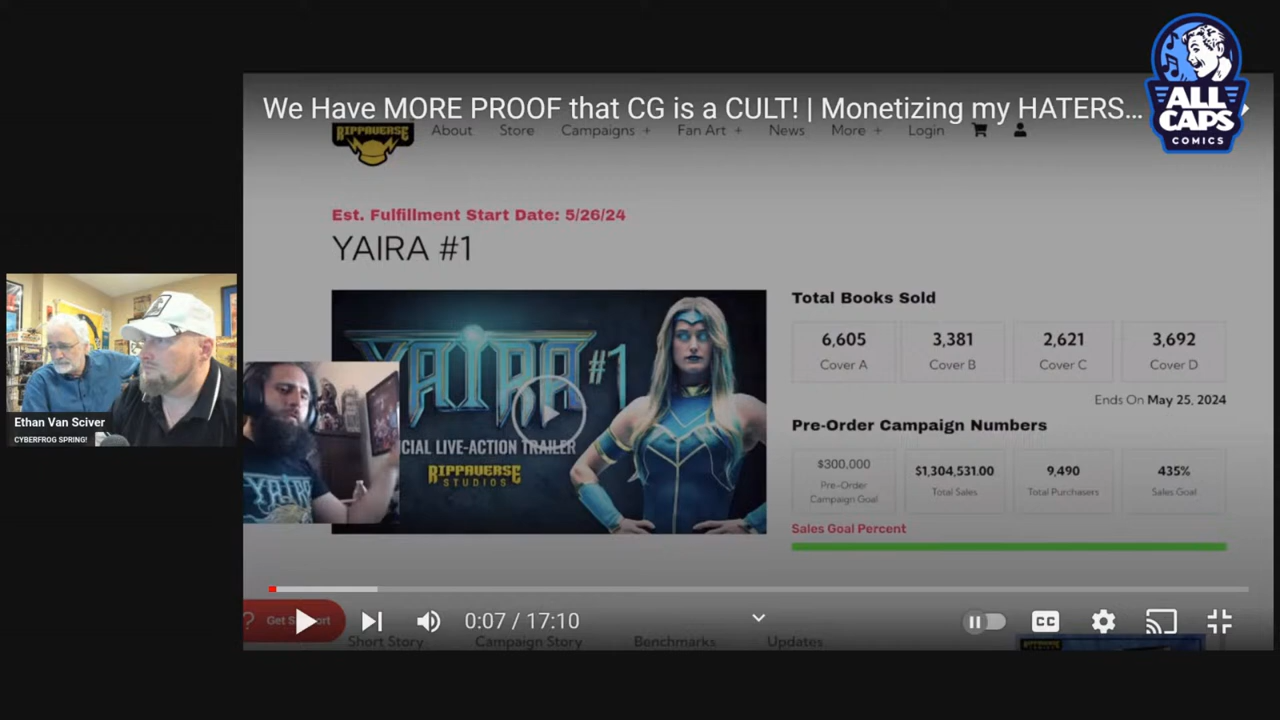 We Have MORE PROOF that CG is a CULT! | Monetizing my HATERS...
ALL
CAPS
COMICS
RIPPAVERSE
About
Store
Campaigns +
Fan Art +
News
More +
Login
Est. Fulfillment Start Date: 5/26/24
YAIRA #1
YAIRA #1
CIAL LIVE-ACTION TRAILER
RIPPAVERSE
STUDIOS
YAIRA
Total Books Sold
6,605
3,381
2,621
3,692
Cover A
Cover B
Cover C
Cover D
Ends On May 25, 2024
Pre-Order Campaign Numbers
$300,000
$1,304,531.00
9,490
435%
Pre-Order
Campaign Goal
Total Sales
Total Purchasers
Sales Goal
Sales Goal Percent
Ethan Van Sciver
CYBERFROG SPRING!
? Get Support
0:07 / 17:10
CC
Short Story
Campaign Story
Benchmarks
Updates